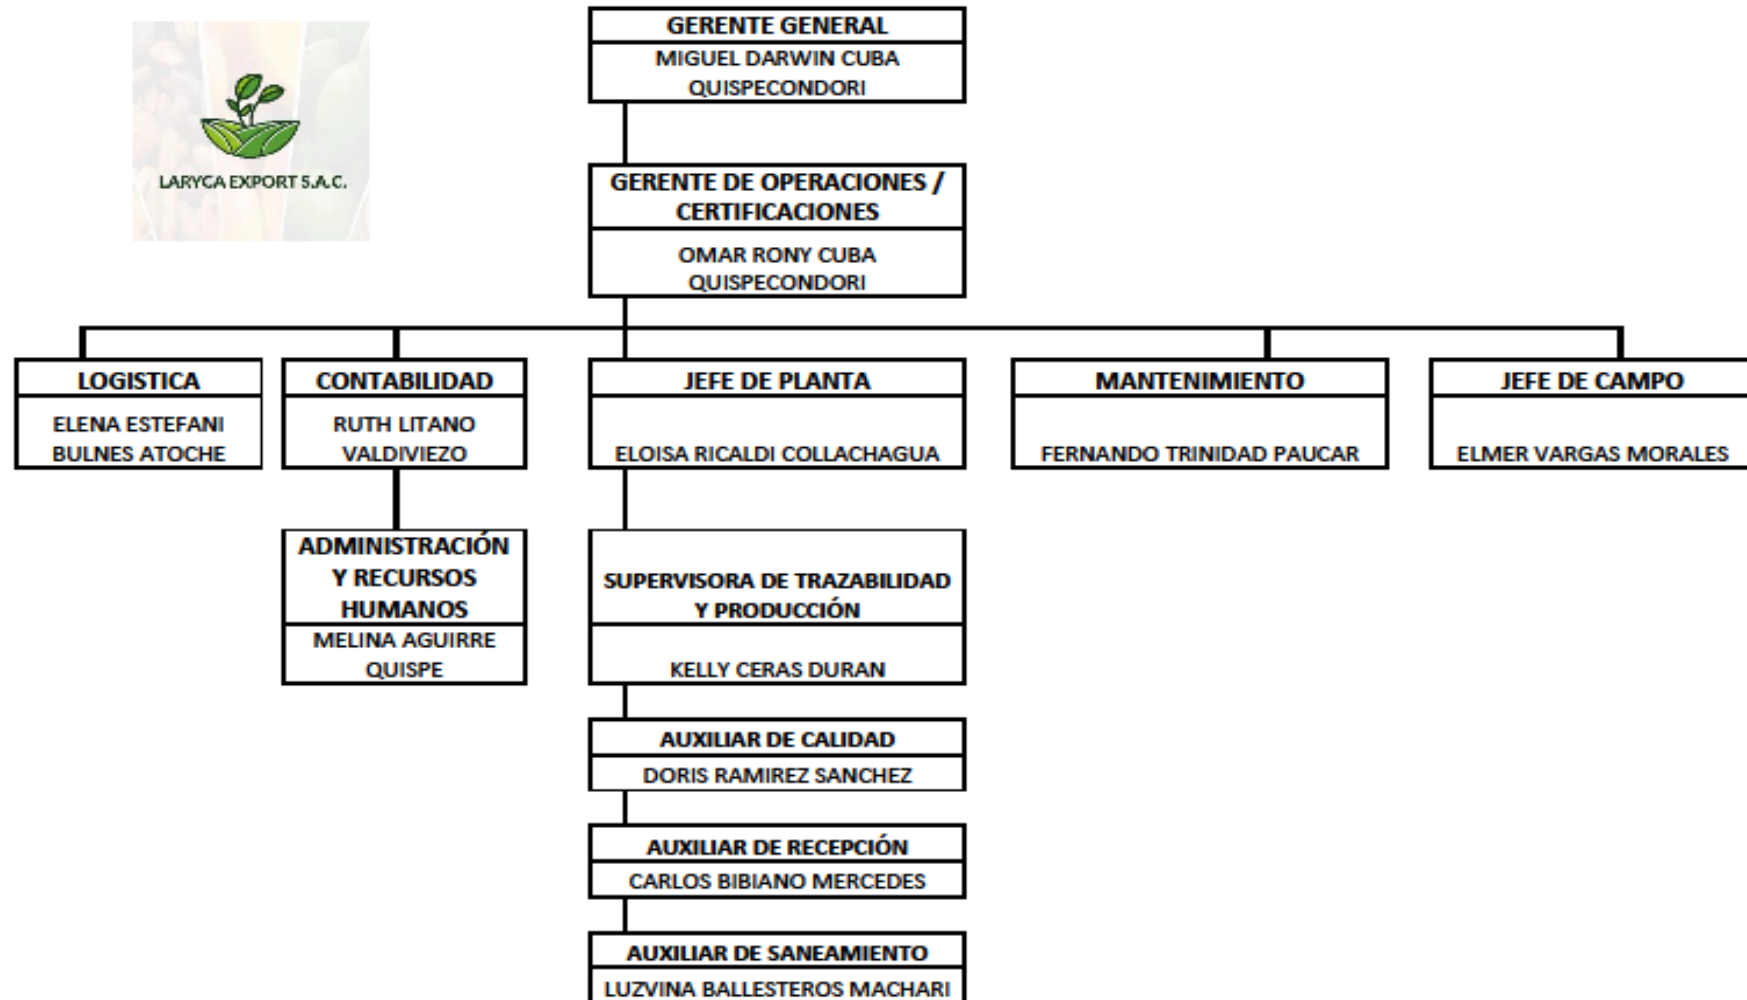 GERENTE GENERAL
MIGUEL DARWIN CUBA
QUISPECONDORI
LARYCA EXPORT S.A.C.
GERENTE DE OPERACIONES /
CERTIFICACIONES
OMAR RONY CUBA
QUISPECONDORI
LOGISTICA
ELENA ESTEFANI
BULNES ATOCHE
CONTABILIDAD
RUTH LITANO
VALDIVIEZO
JEFE DE PLANTA
ELOISA RICALDI COLLACHAGUA
MANTENIMIENTO
FERNANDO TRINIDAD PAUCAR
JEFE DE CAMPO
ELMER VARGAS MORALES
ADMINISTRACIÓN
Y RECURSOS
HUMANOS
MELINA AGUIRRE
QUISPE
SUPERVISORA DE TRAZABILIDAD
Y PRODUCCIÓN
KELLY CERAS DURAN
AUXILIAR DE CALIDAD
DORIS RAMIREZ SANCHEZ
AUXILIAR DE RECEPCIÓN
CARLOS BIBIANO MERCEDES
AUXILIAR DE SANEAMIENTO
LUZVINA BALLESTEROS MACHARI